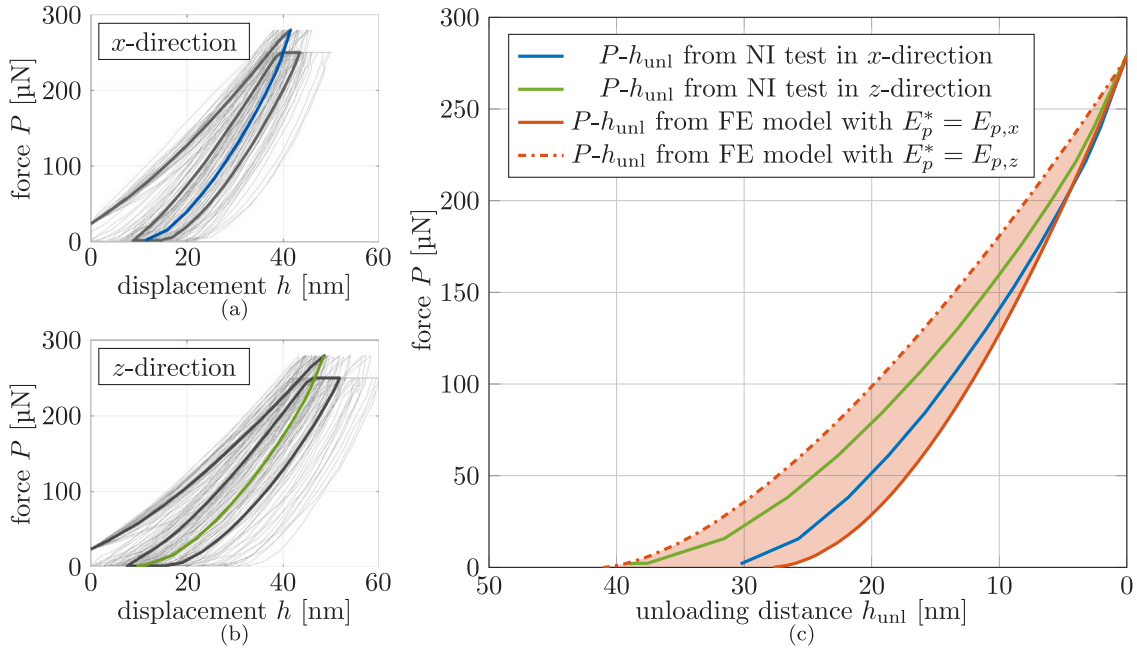 300
200
100
0
force P [µN]
x-direction
0
20
40
60
displacement h [nm]
(a)
300
200
100
0
force P [µN]
z-direction
0
20
40
60
displacement h [nm]
(b)
300
250
200
150
100
50
0
force P [µN]
P-h_unl from NI test in x-direction
P-h_unl from NI test in z-direction
P-h_unl from FE model with E_p^* = E_{p,x}
P-h_unl from FE model with E_p^* = E_{p,z}
50
40
30
20
10
0
unloading distance h_unl [nm]
(c)